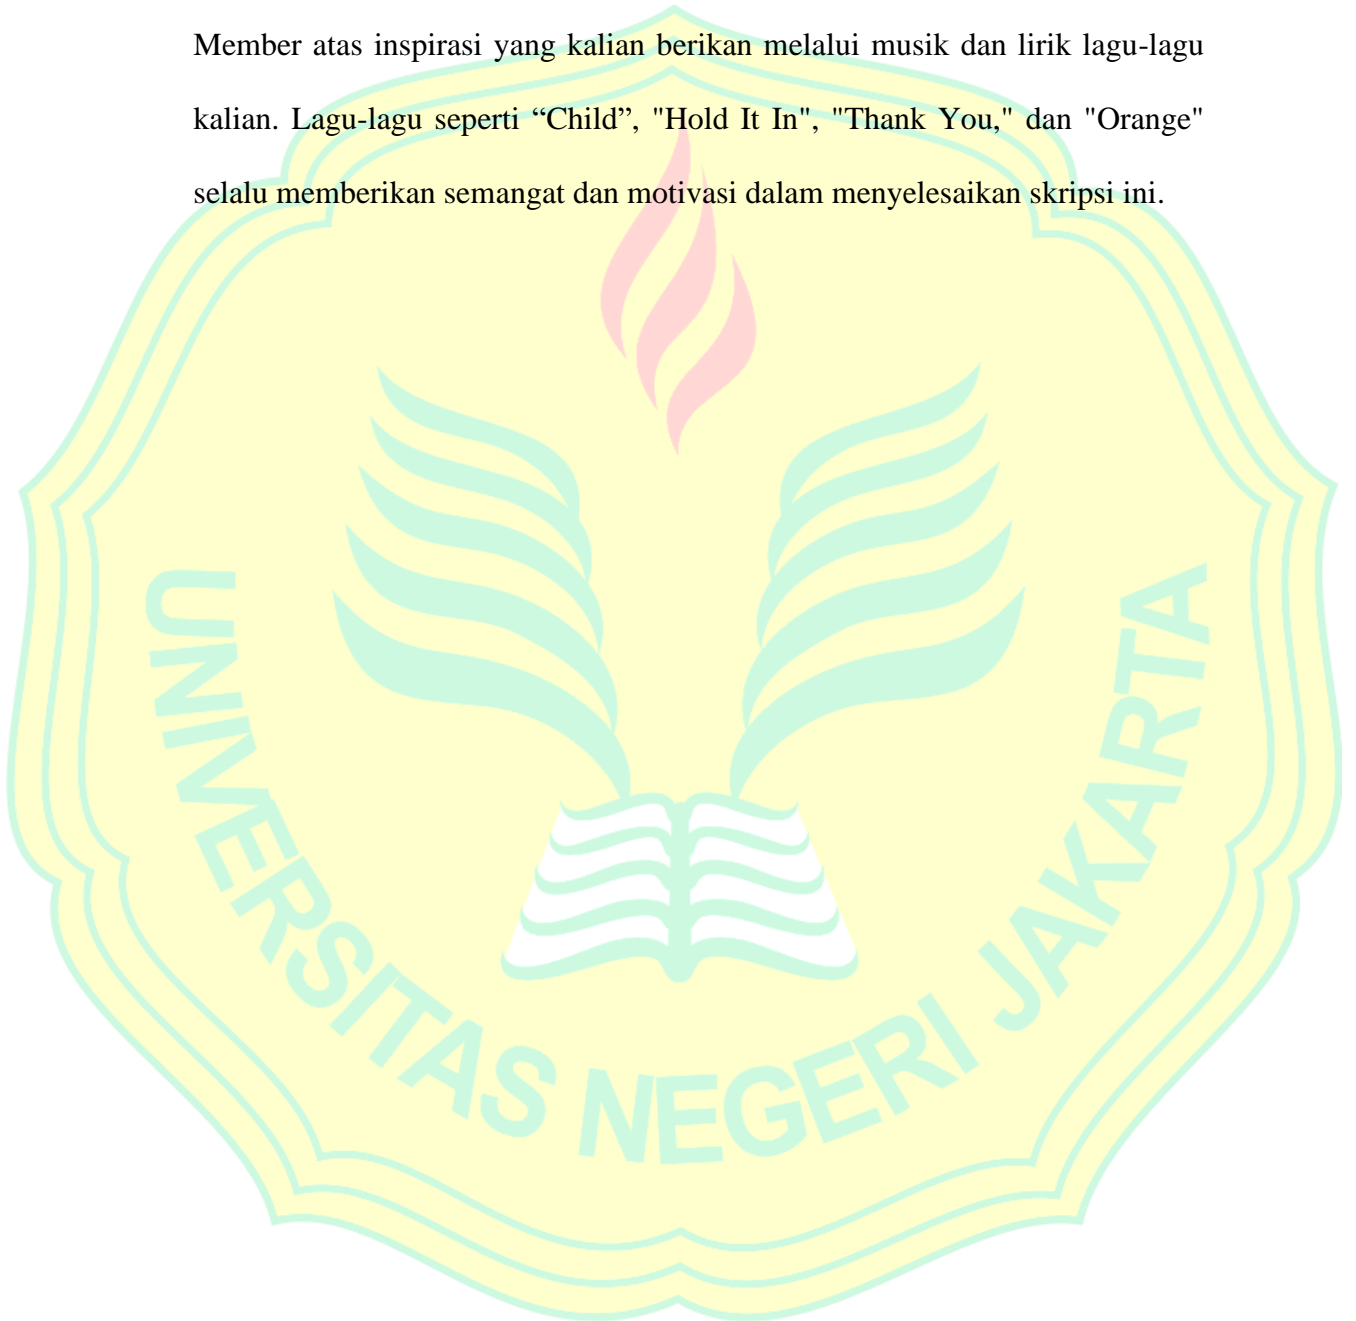 Member atas inspirasi yang kalian berikan melalui musik dan lirik lagu-lagu
kalian. Lagu-lagu seperti “Child”, "Hold It In", "Thank You," dan "Orange"
selalu memberikan semangat dan motivasi dalam menyelesaikan skripsi ini.
UNIVERSITAS NEGERI JAKARTA